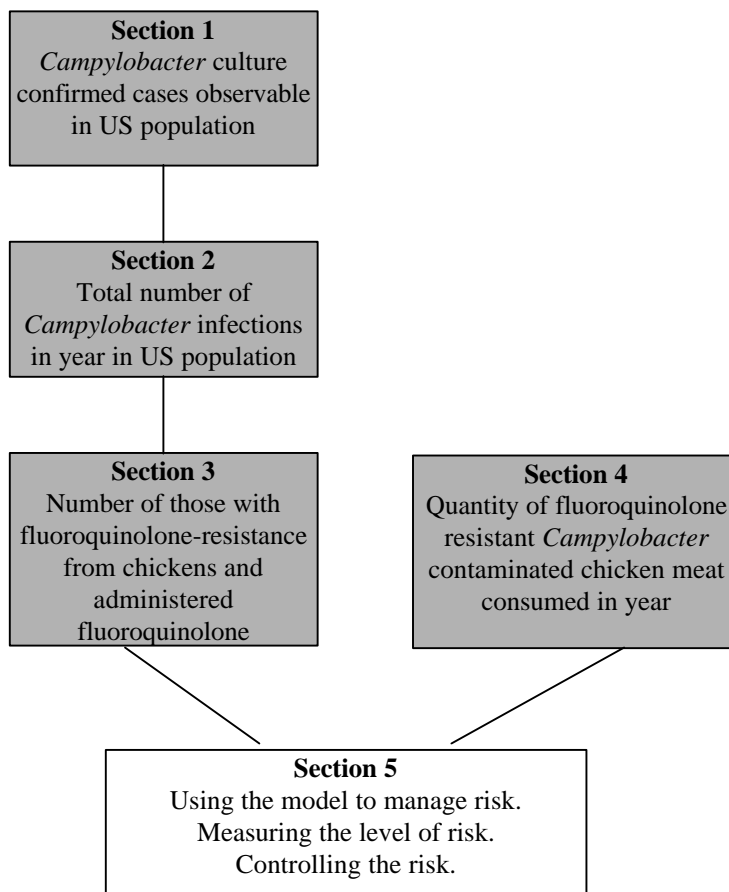 Section 1
Campylobacter culture
confirmed cases observable
in US population
Section 2
Total number of
Campylobacter infections
in year in US population
Section 3
Number of those with
fluoroquinolone-resistance
from chickens and
administered
fluoroquinolone
Section 4
Quantity of fluoroquinolone
resistant Campylobacter
contaminated chicken meat
consumed in year
Section 5
Using the model to manage risk.
Measuring the level of risk.
Controlling the risk.